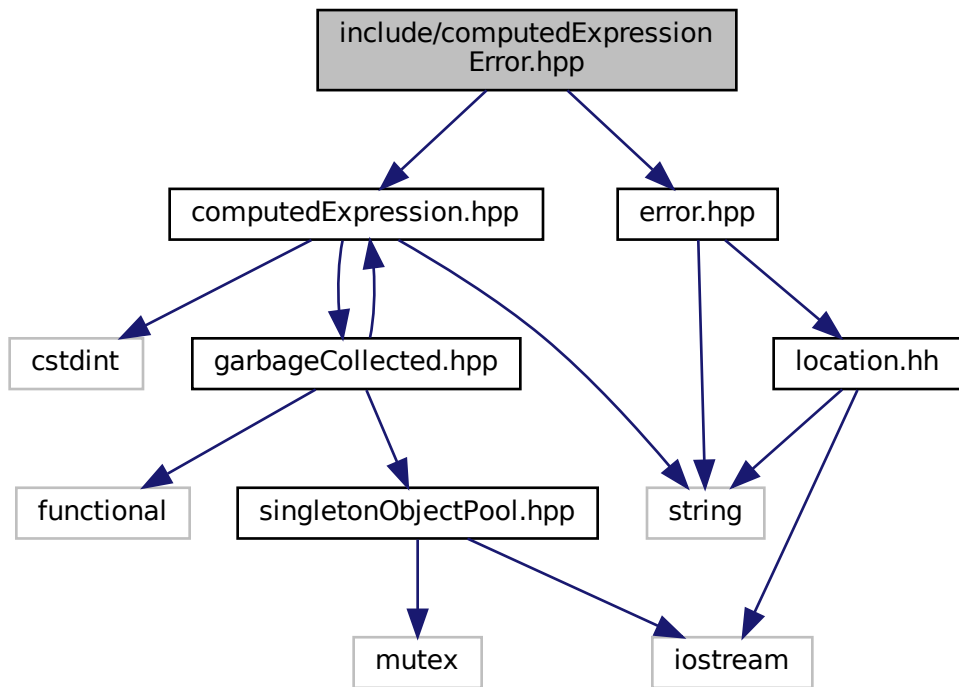 include/computedExpression
Error.hpp
computedExpression.hpp
error.hpp
cstdint
garbageCollected.hpp
location.hh
functional
singletonObjectPool.hpp
string
mutex
iostream